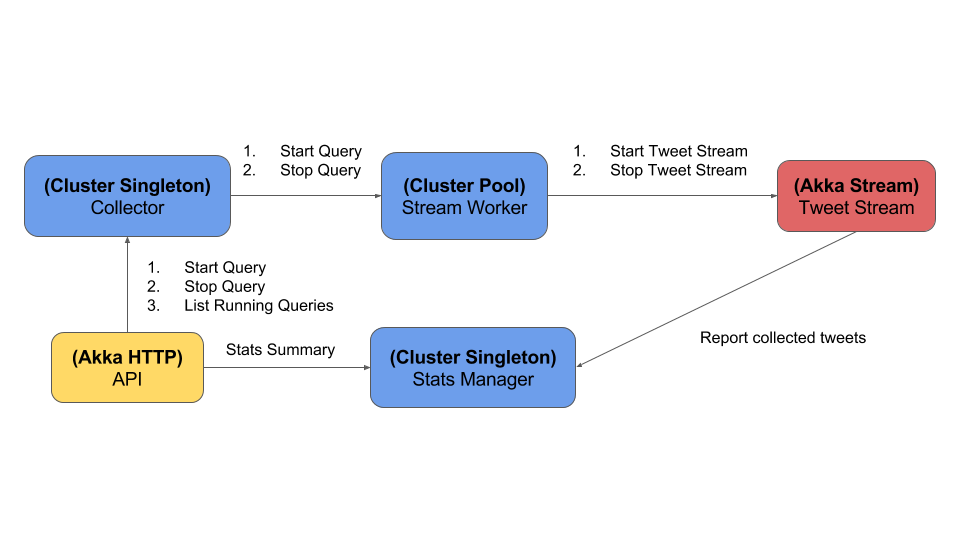 1. Start Query
2. Stop Query
1. Start Tweet Stream
2. Stop Tweet Stream
(Cluster Singleton)
Collector
(Cluster Pool)
Stream Worker
(Akka Stream)
Tweet Stream
1. Start Query
2. Stop Query
3. List Running Queries
(Akka HTTP)
API
Stats Summary
(Cluster Singleton)
Stats Manager
Report collected tweets